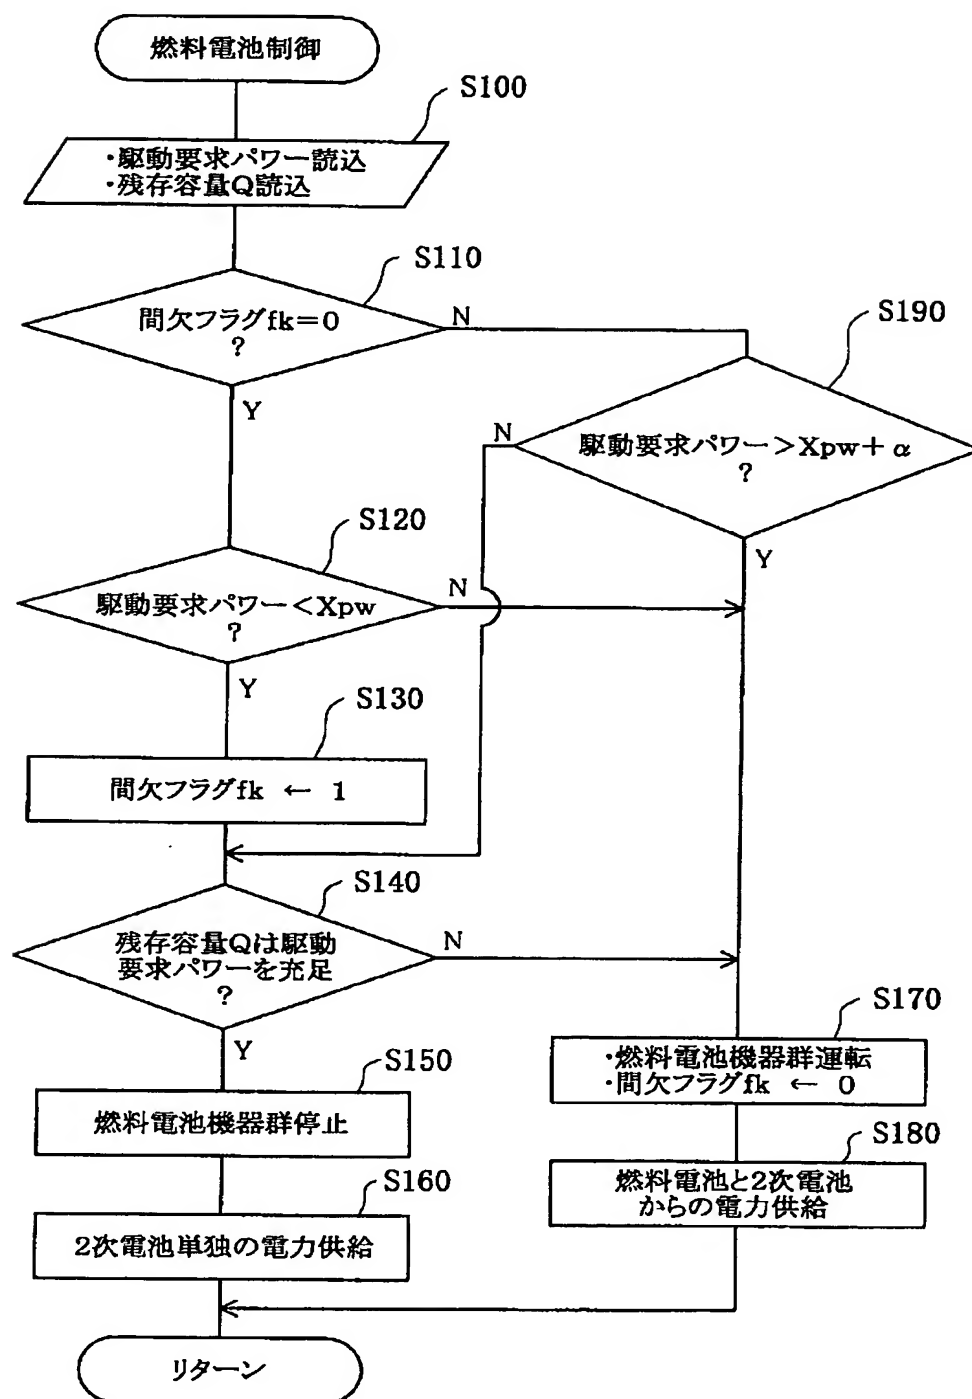 燃料電池制御
S100
・駆動要求パワー読込
・残存容量Q読込
S110
間欠フラグfk=0
?
N
Y
S190
駆動要求パワー>Xpw+α
?
N
Y
S120
駆動要求パワー<Xpw
?
N
Y
S130
間欠フラグfk ← 1
S140
残存容量Qは駆動
要求パワーを充足
?
N
Y
S150
燃料電池機器群停止
S160
2次電池単独の電力供給
S170
・燃料電池機器群運転
・間欠フラグfk ← 0
S180
燃料電池と2次電池
からの電力供給
リターン